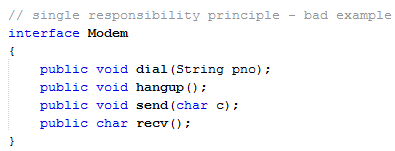 // single responsibility principle - bad example
interface Modem
{
    public void dial(String pno);
    public void hangup();
    public void send(char c);
    public char recv();
}